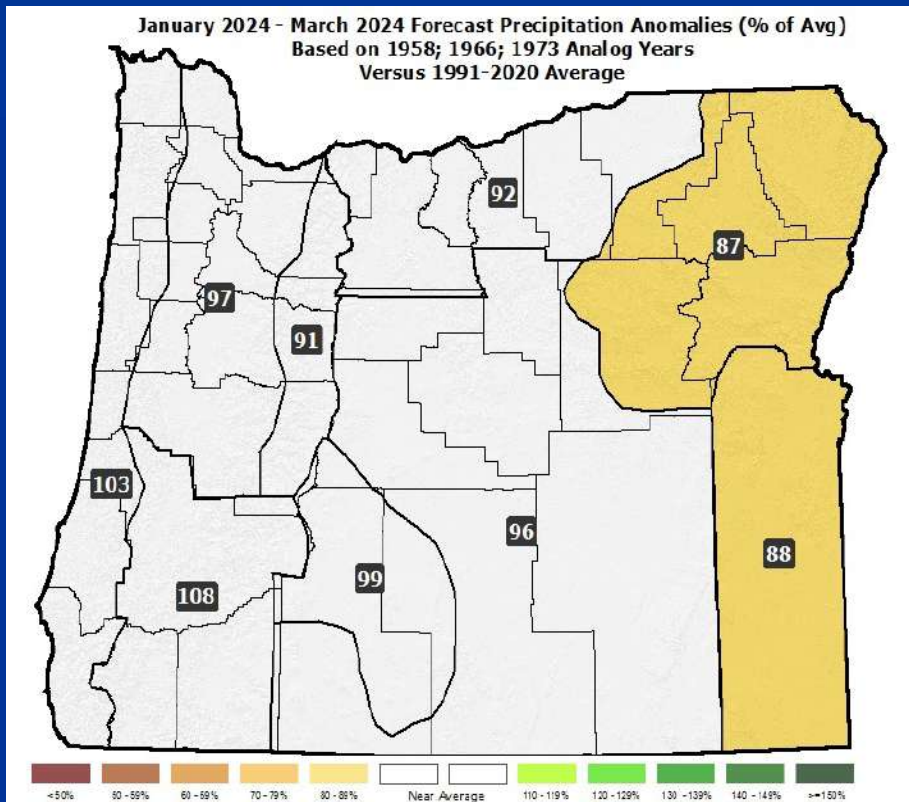 January 2024 - March 2024 Forecast Precipitation Anomalies (% of Avg)
Based on 1958; 1966; 1973 Analog Years
Versus 1991-2020 Average
92
87
97
91
103
96
88
99
108
<50% 50 - 59% 60 - 69% 70 - 79% 80 - 89% Near Average 110 - 119% 120 - 129% 130 - 139% 140 - 149% >=150%